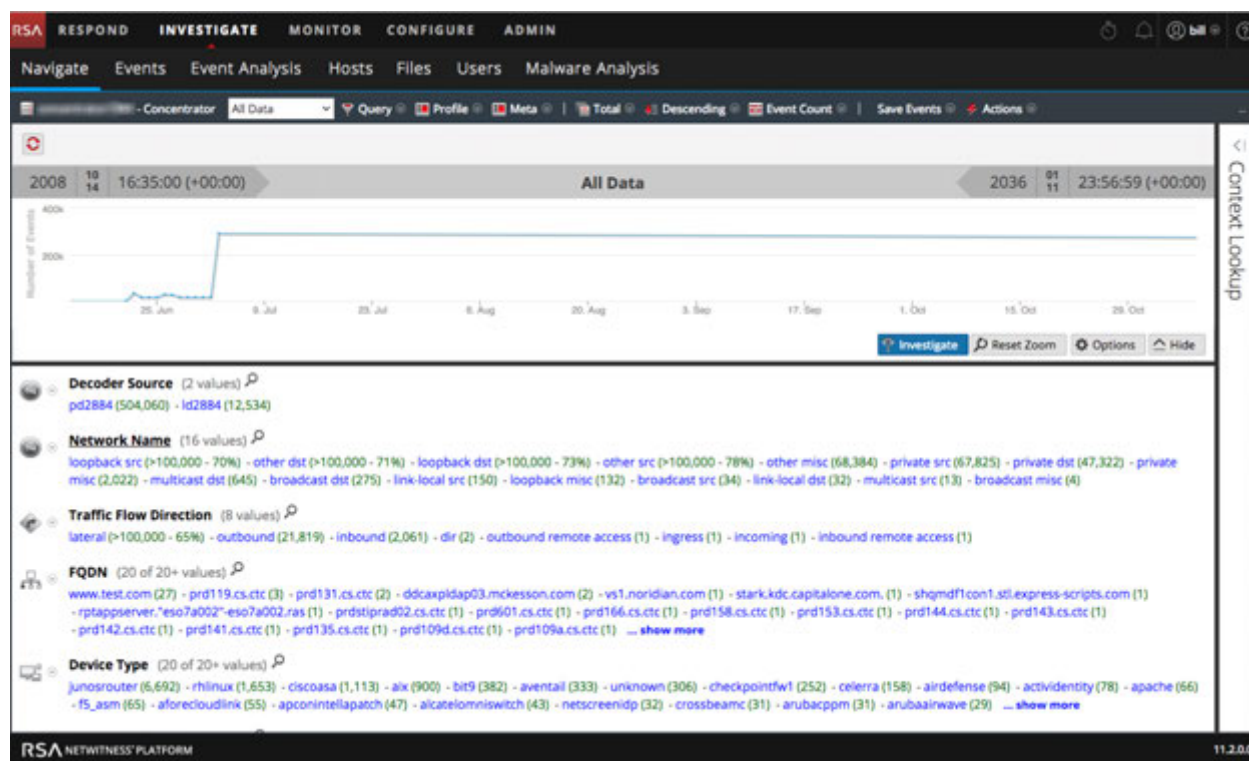 RSA RESPOND INVESTIGATE MONITOR CONFIGURE ADMIN bill
Navigate Events Event Analysis Hosts Files Users Malware Analysis
- Concentrator All Data Query Profile Meta | Total Descending Event Count | Save Events Actions
2008 10 14 16:35:00 (+00:00) All Data 2036 01 11 23:56:59 (+00:00)
Context Lookup
Number of Events
400k
200k
25. Jun 9. Jul 23. Jul 6. Aug 20. Aug 3. Sep 17. Sep 1. Oct 15. Oct 29. Oct
Investigate Reset Zoom Options Hide
Decoder Source (2 values)
pd2884 (504,060) - ld2884 (12,534)
Network Name (16 values)
loopback src (>100,000 - 70%) - other dst (>100,000 - 71%) - loopback dst (>100,000 - 73%) - other src (>100,000 - 78%) - other misc (68,384) - private src (67,825) - private dst (47,322) - private
misc (2,022) - multicast dst (645) - broadcast dst (275) - link-local src (150) - loopback misc (132) - broadcast src (34) - link-local dst (32) - multicast src (13) - broadcast misc (4)
Traffic Flow Direction (8 values)
lateral (>100,000 - 65%) - outbound (21,819) - inbound (2,061) - dir (2) - outbound remote access (1) - ingress (1) - incoming (1) - inbound remote access (1)
FQDN (20 of 20+ values)
www.test.com (27) - prd119.cs.ctc (3) - prd131.cs.ctc (2) - ddcaxpldap03.mckesson.com (2) - vs1.noridian.com (1) - stark.kdc.capitalone.com. (1) - shqmdf1con1.stl.express-scripts.com (1)
- rptappserver."eso7a002"-eso7a002.ras (1) - prdstiprad02.cs.ctc (1) - prd601.cs.ctc (1) - prd166.cs.ctc (1) - prd158.cs.ctc (1) - prd153.cs.ctc (1) - prd144.cs.ctc (1) - prd143.cs.ctc (1)
- prd142.cs.ctc (1) - prd141.cs.ctc (1) - prd135.cs.ctc (1) - prd109d.cs.ctc (1) - prd109a.cs.ctc (1) ... show more
Device Type (20 of 20+ values)
junosrouter (6,692) - rhlinux (1,653) - ciscoasa (1,113) - aix (900) - bit9 (382) - aventail (333) - unknown (306) - checkpointfw1 (252) - celerra (158) - airdefense (94) - actividentity (78) - apache (66)
- f5_asm (65) - aforecloudlink (55) - apconintellapatch (47) - alcatelomniswitch (43) - netscreenidp (32) - crossbeamc (31) - arubacppm (31) - arubaairwave (29) ... show more
RSA NETWITNESS PLATFORM 11.2.0.0